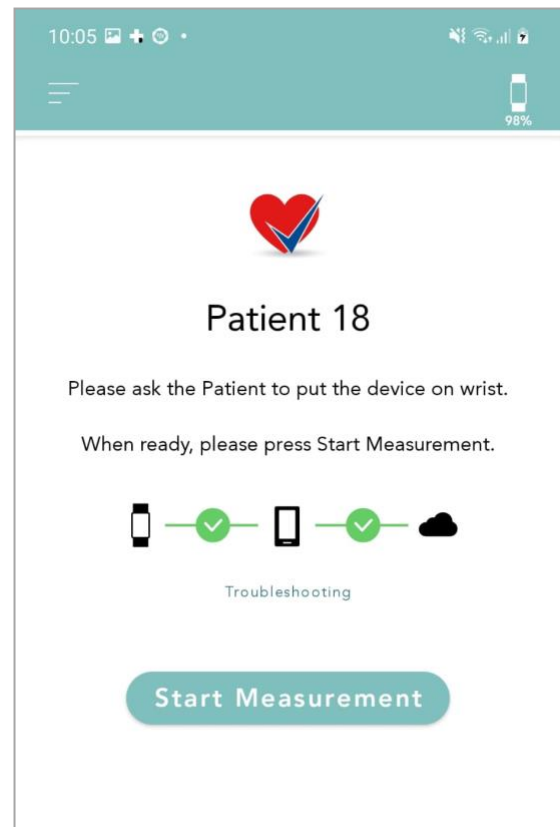 10:05
98%
Patient 18
Please ask the Patient to put the device on wrist.
When ready, please press Start Measurement.
Troubleshooting
Start Measurement